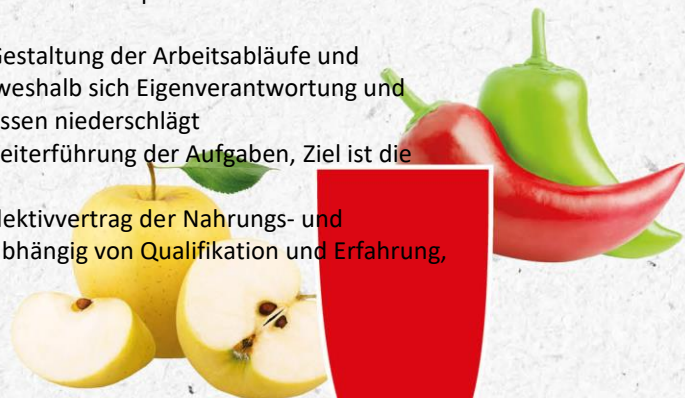 Gestaltung der Arbeitsabläufe und
weshalb sich Eigenverantwortung und
ssen niederschlägt
eiterführung der Aufgaben, Ziel ist die
lektivvertrag der Nahrungs- und
bhängig von Qualifikation und Erfahrung,